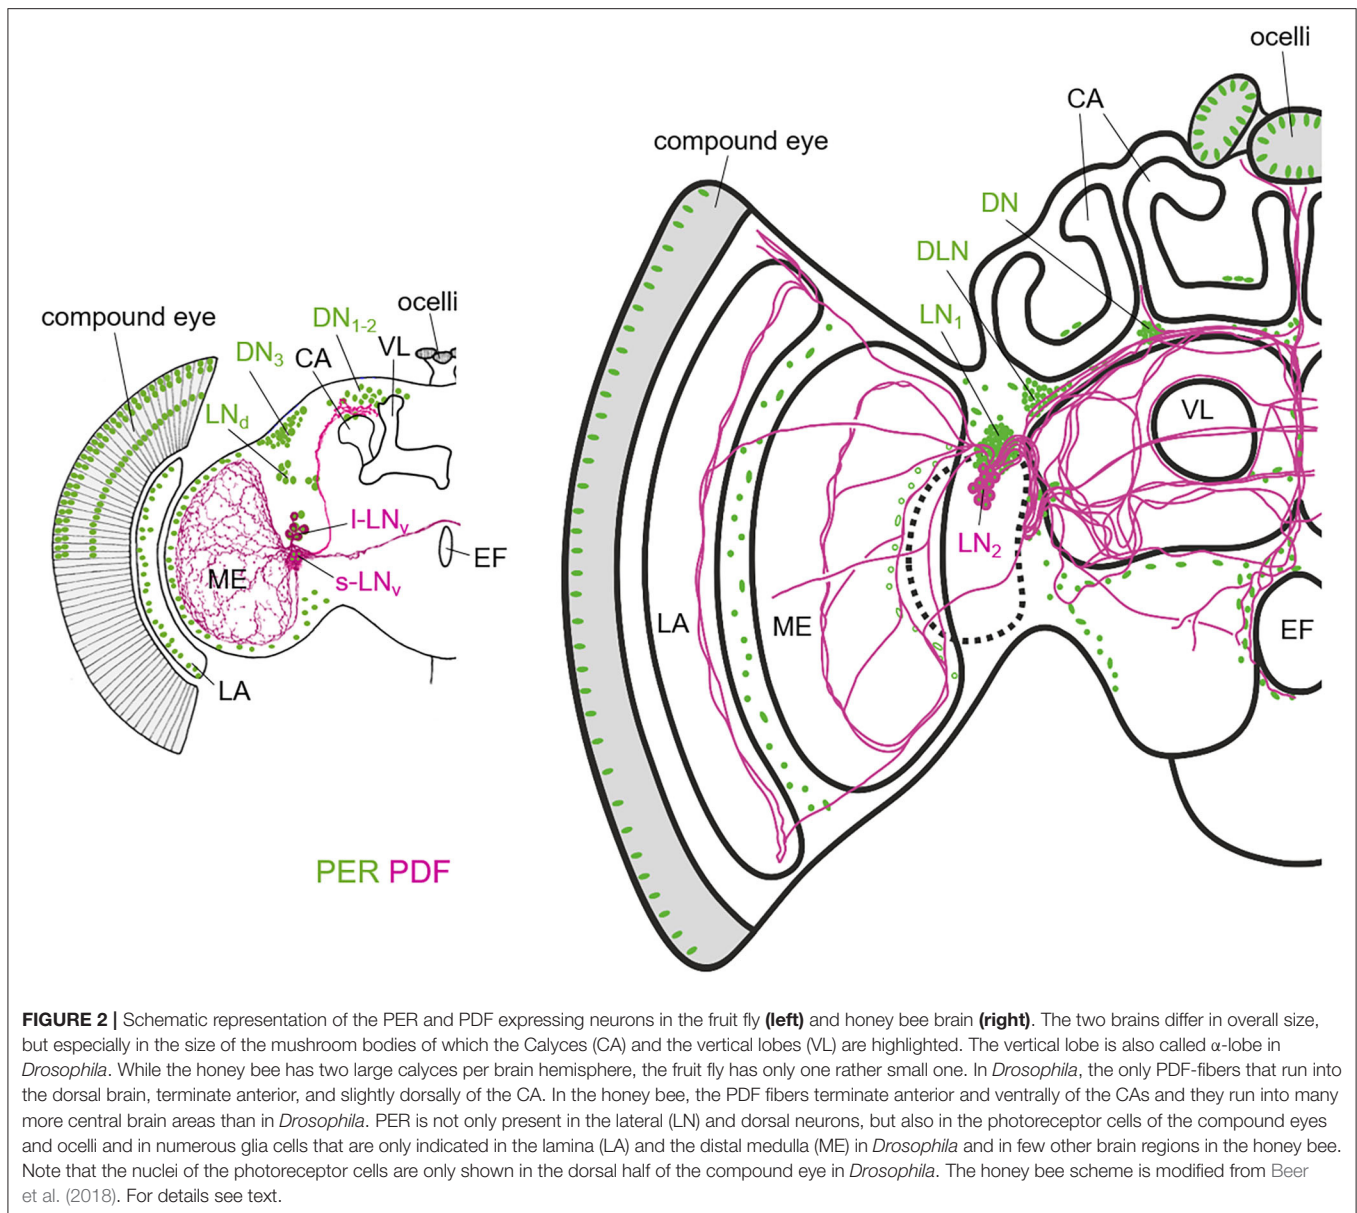 ocelli
CA
compound eye
DN
DLN
LN1
VL
LN2
LA
ME
EF
compound eye
ocelli
DN1-2
VL
DN3
CA
LNd
l-LNv
EF
ME
s-LNv
LA
PER PDF
FIGURE 2 | Schematic representation of the PER and PDF expressing neurons in the fruit fly (left) and honey bee brain (right). The two brains differ in overall size,
but especially in the size of the mushroom bodies of which the Calyces (CA) and the vertical lobes (VL) are highlighted. The vertical lobe is also called α-lobe in
Drosophila. While the honey bee has two large calyces per brain hemisphere, the fruit fly has only one rather small one. In Drosophila, the only PDF-fibers that run into
the dorsal brain, terminate anterior, and slightly dorsally of the CA. In the honey bee, the PDF fibers terminate anterior and ventrally of the CAs and they run into many
more central brain areas than in Drosophila. PER is not only present in the lateral (LN) and dorsal neurons, but also in the photoreceptor cells of the compound eyes
and ocelli and in numerous glia cells that are only indicated in the lamina (LA) and the distal medulla (ME) in Drosophila and in few other brain regions in the honey bee.
Note that the nuclei of the photoreceptor cells are only shown in the dorsal half of the compound eye in Drosophila. The honey bee scheme is modified from Beer
et al. (2018). For details see text.